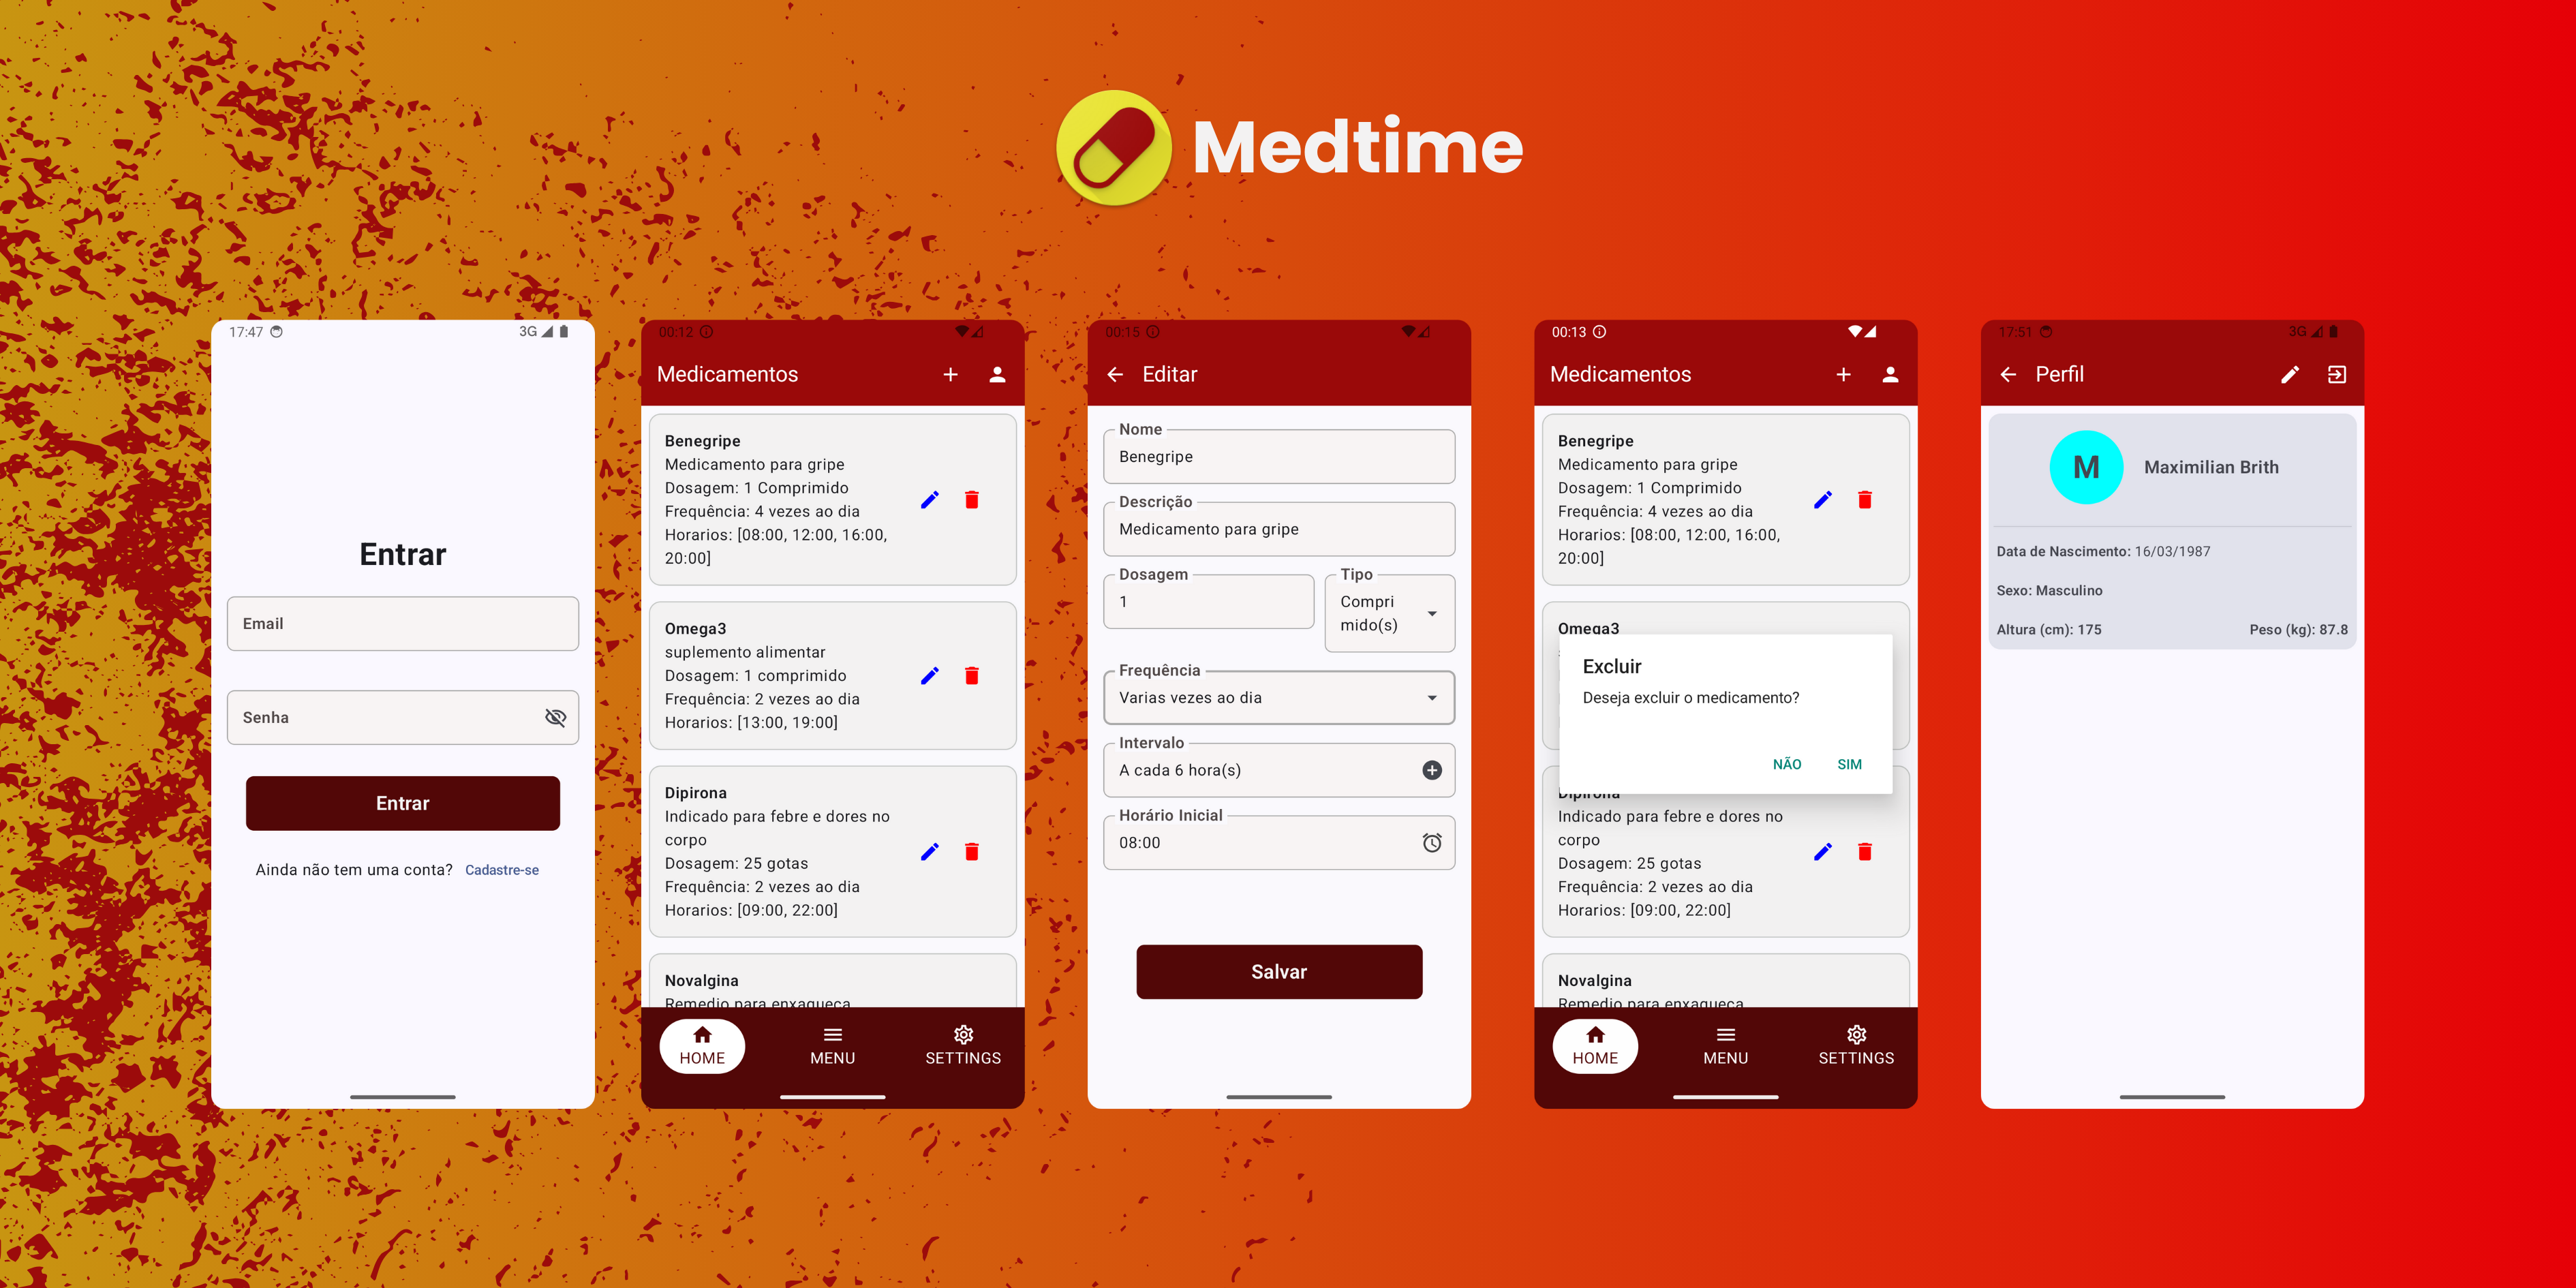 Medtime
17:47
3G
Entrar
Email
Senha
Entrar
Ainda não tem uma conta? Cadastre-se
00:12
Medicamentos
Benegripe
Medicamento para gripe
Dosagem: 1 Comprimido
Frequência: 4 vezes ao dia
Horarios: [08:00, 12:00, 16:00,
20:00]
Omega3
suplemento alimentar
Dosagem: 1 comprimido
Frequência: 2 vezes ao dia
Horarios: [13:00, 19:00]
Dipirona
Indicado para febre e dores no
corpo
Dosagem: 25 gotas
Frequência: 2 vezes ao dia
Horarios: [09:00, 22:00]
Novalgina
Remedio para enxaqueca
HOME
MENU
SETTINGS
00:15
Editar
Nome
Benegripe
Descrição
Medicamento para gripe
Dosagem
1
Tipo
Compri
mido(s)
Frequência
Varias vezes ao dia
Intervalo
A cada 6 hora(s)
Horário Inicial
08:00
Salvar
00:13
Medicamentos
Benegripe
Medicamento para gripe
Dosagem: 1 Comprimido
Frequência: 4 vezes ao dia
Horarios: [08:00, 12:00, 16:00,
20:00]
Omega3
Excluir
Deseja excluir o medicamento?
NÃO
SIM
Dipirona
Indicado para febre e dores no
corpo
Dosagem: 25 gotas
Frequência: 2 vezes ao dia
Horarios: [09:00, 22:00]
Novalgina
Remedio para enxaqueca
HOME
MENU
SETTINGS
17:51
3G
Perfil
M
Maximilian Brith
Data de Nascimento: 16/03/1987
Sexo: Masculino
Altura (cm): 175
Peso (kg): 87.8